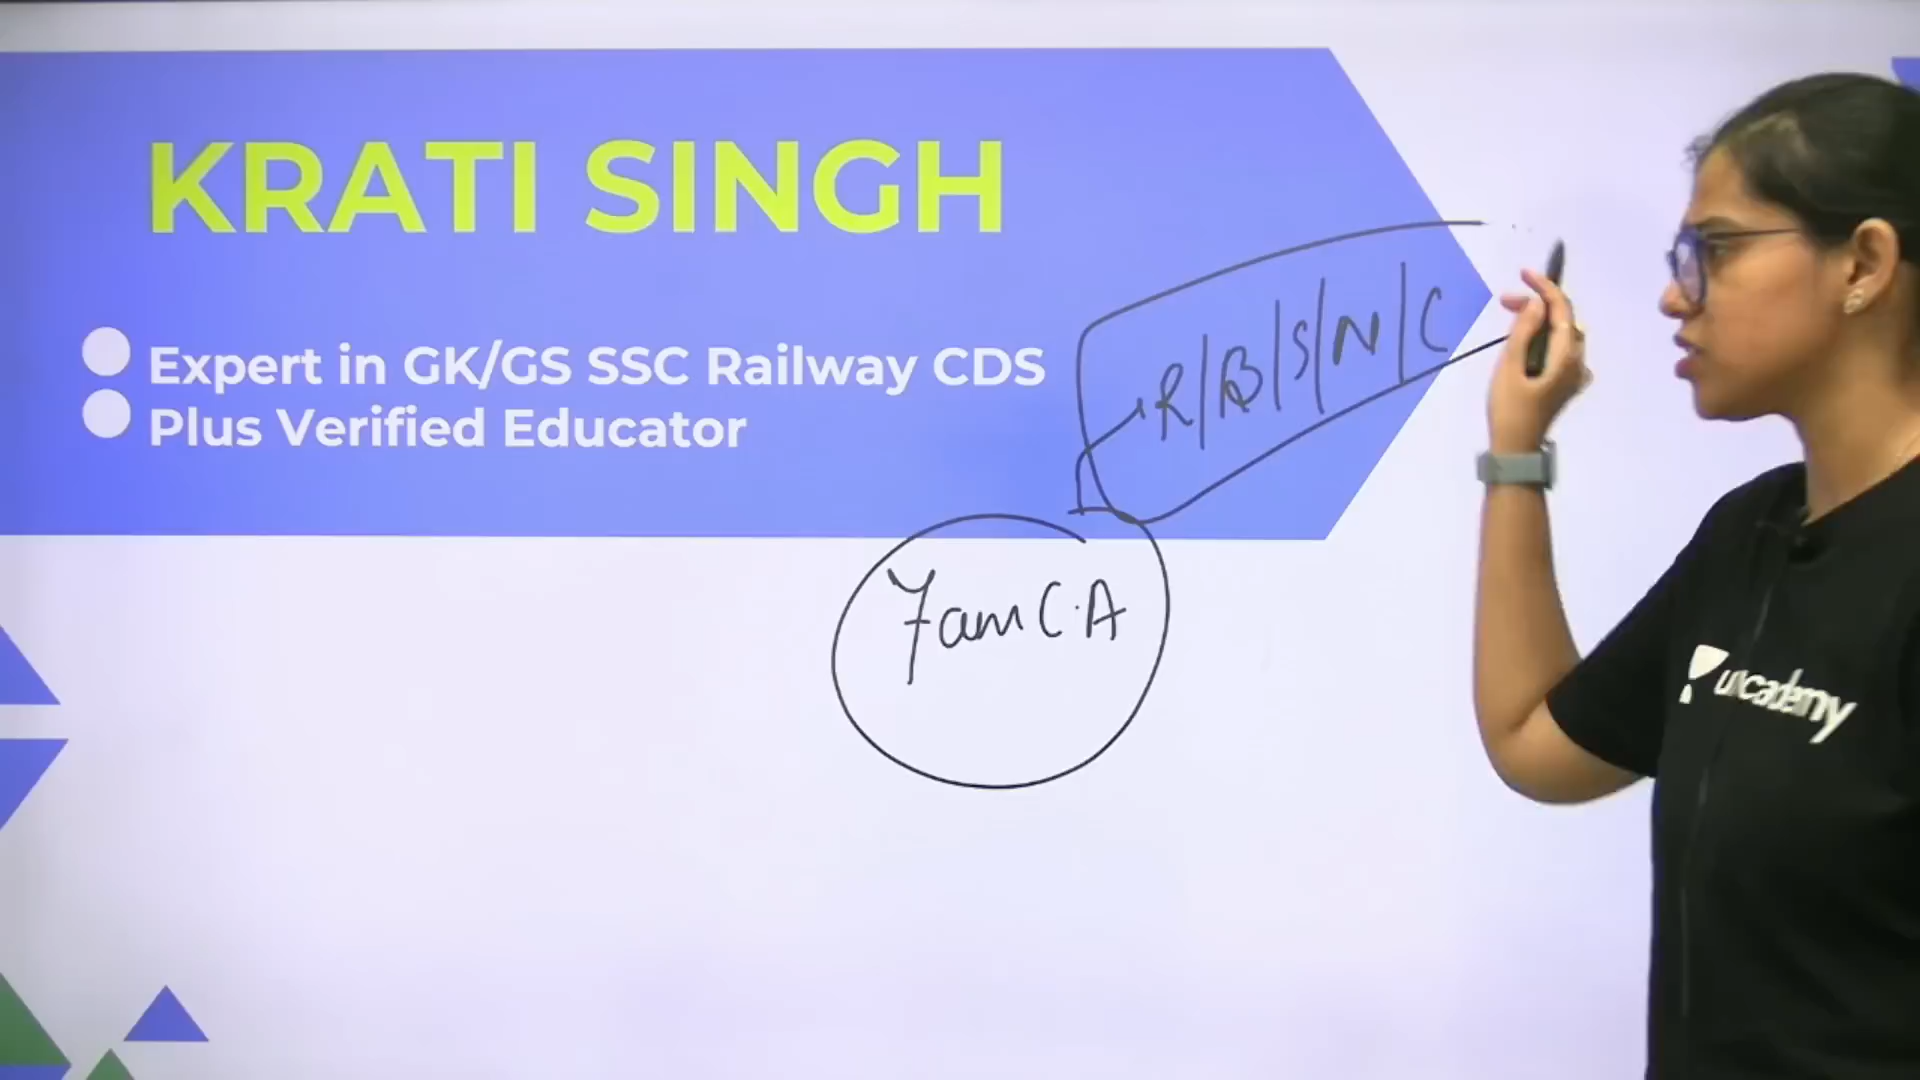 KRATI SINGH
Expert in GK/GS SSC Railway CDS
Plus Verified Educator
R/B/S/N/C
7am C.A
unacademy